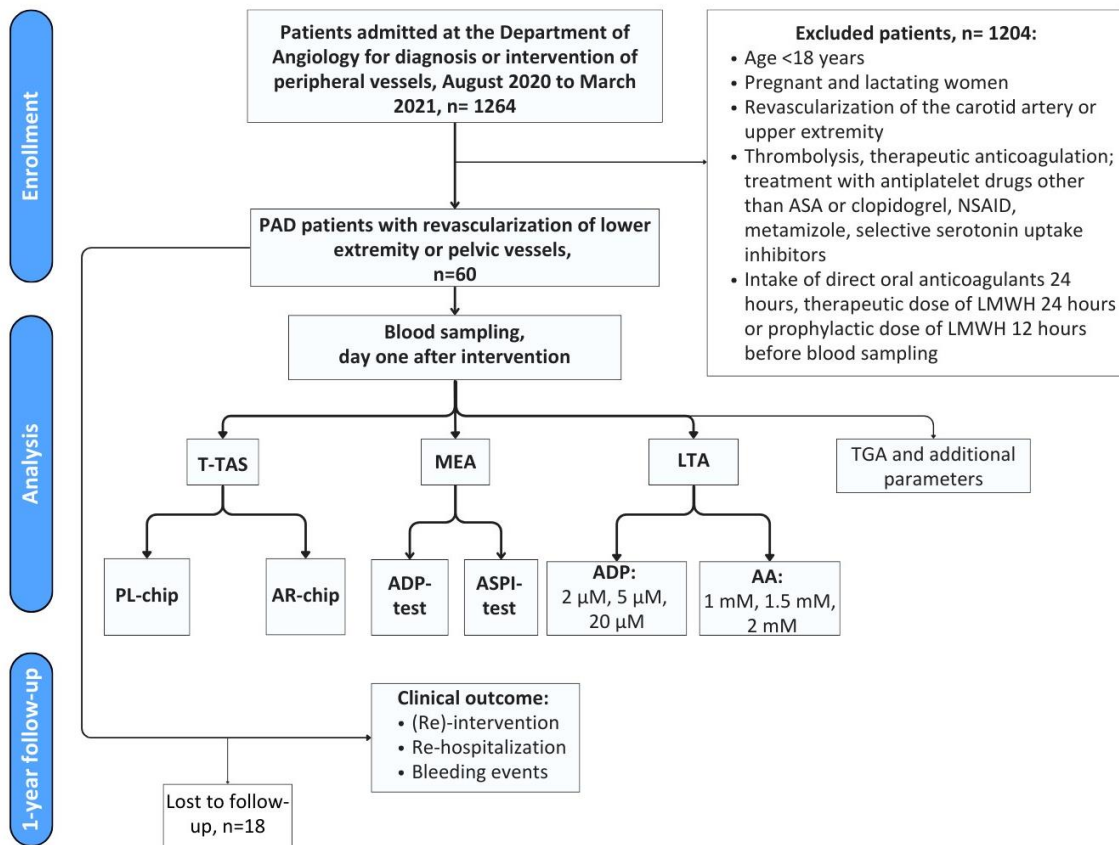 Enrollment
Patients admitted at the Department of
Angiology for diagnosis or intervention of
peripheral vessels, August 2020 to March
2021, n= 1264
Excluded patients, n= 1204:
• Age <18 years
• Pregnant and lactating women
• Revascularization of the carotid artery or
upper extremity
• Thrombolysis, therapeutic anticoagulation;
treatment with antiplatelet drugs other
than ASA or clopidogrel, NSAID,
metamizole, selective serotonin uptake
inhibitors
• Intake of direct oral anticoagulants 24
hours, therapeutic dose of LMWH 24 hours
or prophylactic dose of LMWH 12 hours
before blood sampling
PAD patients with revascularization of lower
extremity or pelvic vessels,
n=60
Analysis
Blood sampling,
day one after intervention
T-TAS
MEA
LTA
TGA and additional
parameters
PL-chip
AR-chip
ADP-
test
ASPI-
test
ADP:
2 µM, 5 µM,
20 µM
AA:
1 mM, 1.5 mM,
2 mM
1-year follow-up
Clinical outcome:
• (Re)-intervention
• Re-hospitalization
• Bleeding events
Lost to follow-
up, n=18